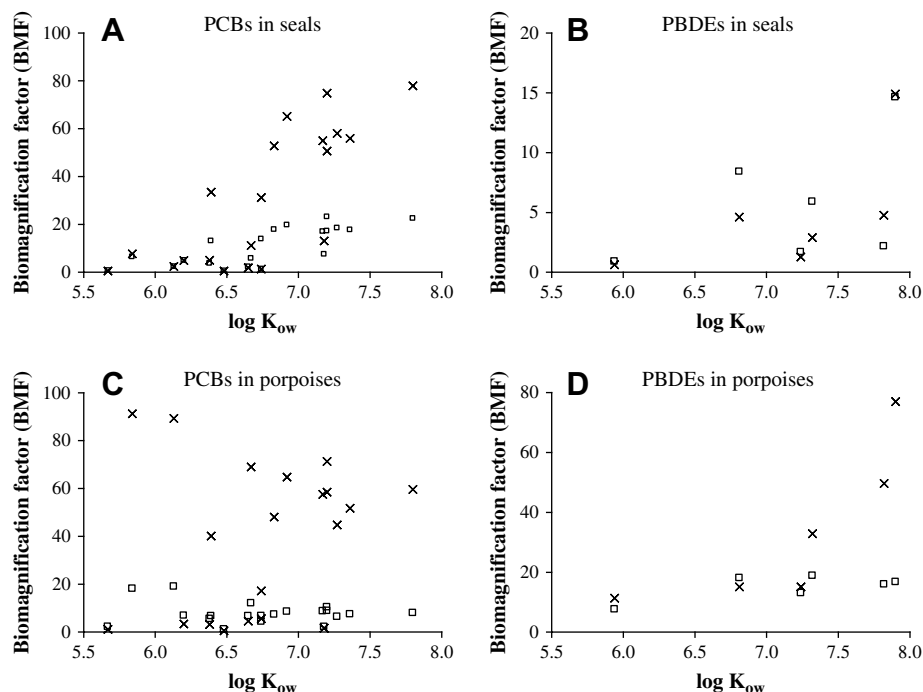 A PCBs in seals
Biomagnification factor (BMF)
100
80
60
40
20
0
5.5 6.0 6.5 7.0 7.5 8.0
log Kow
B PBDEs in seals
Biomagnification factor (BMF)
20
15
10
5
0
5.5 6.0 6.5 7.0 7.5 8.0
log Kow
C PCBs in porpoises
Biomagnification factor (BMF)
100
80
60
40
20
0
5.5 6.0 6.5 7.0 7.5 8.0
log Kow
D PBDEs in porpoises
Biomagnification factor (BMF)
80
60
40
20
0
5.5 6.0 6.5 7.0 7.5 8.0
log Kow